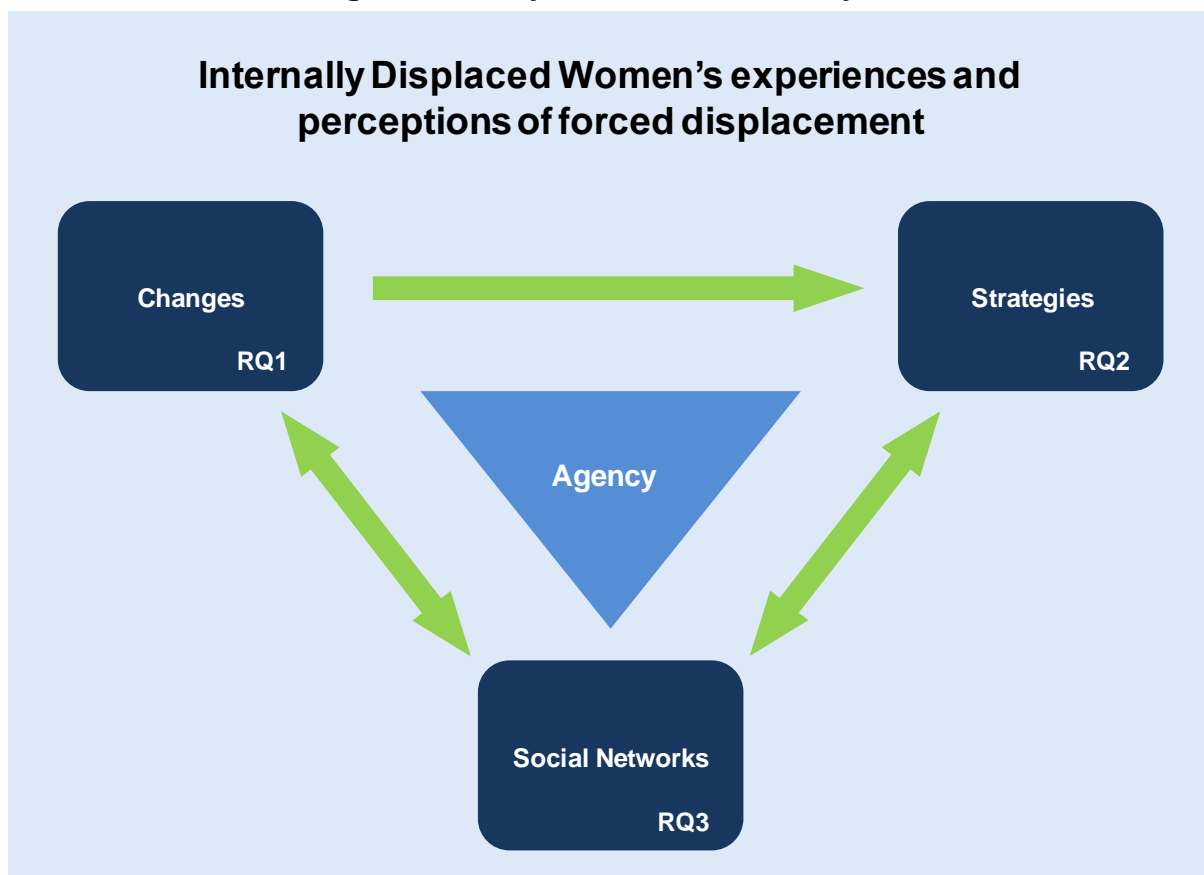 Internally Displaced Women’s experiences and
perceptions of forced displacement
Changes
RQ1
Strategies
RQ2
Agency
Social Networks
RQ3